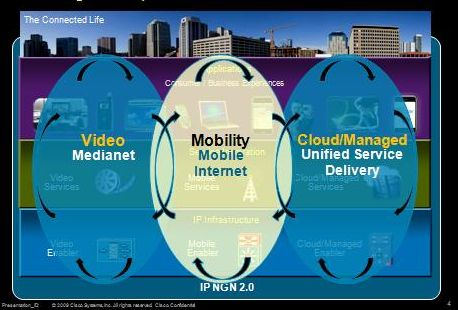 The Connected Life
Application
Consumer / Business Experiences
Video
Medianet
Mobility
Mobile
Internet
Cloud/Managed
Unified Service
Delivery
Video
Services
Mobile
Services
Cloud/Managed
Services
IP Infrastructure
Video
Enabler
Mobile
Enabler
Cloud/Managed
Enabler
IP NGN 2.0
Presentation_ID
© 2009 Cisco Systems, Inc. All rights reserved.
Cisco Confidential
4